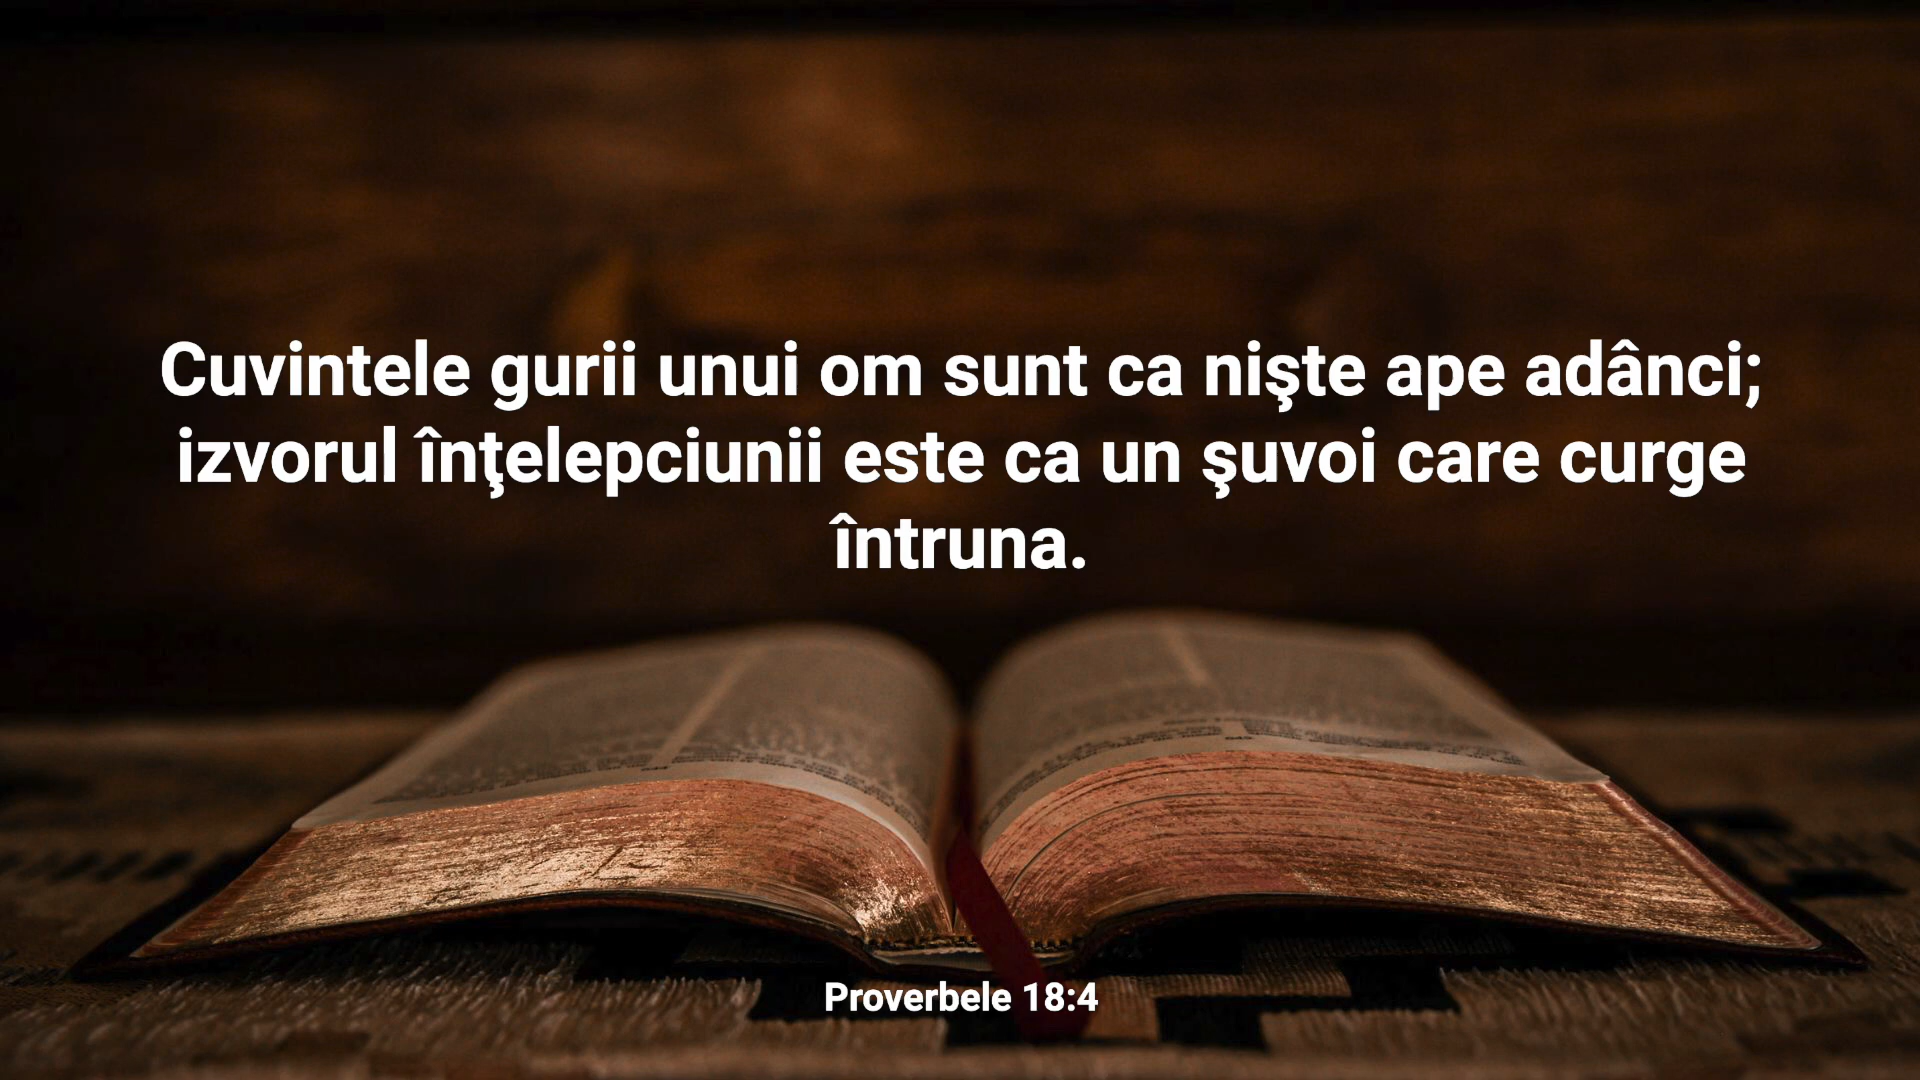 Cuvintele gurii unui om sunt ca nişte ape adânci;
izvorul înţelepciunii este ca un şuvoi care curge
întruna.
Proverbele 18:4